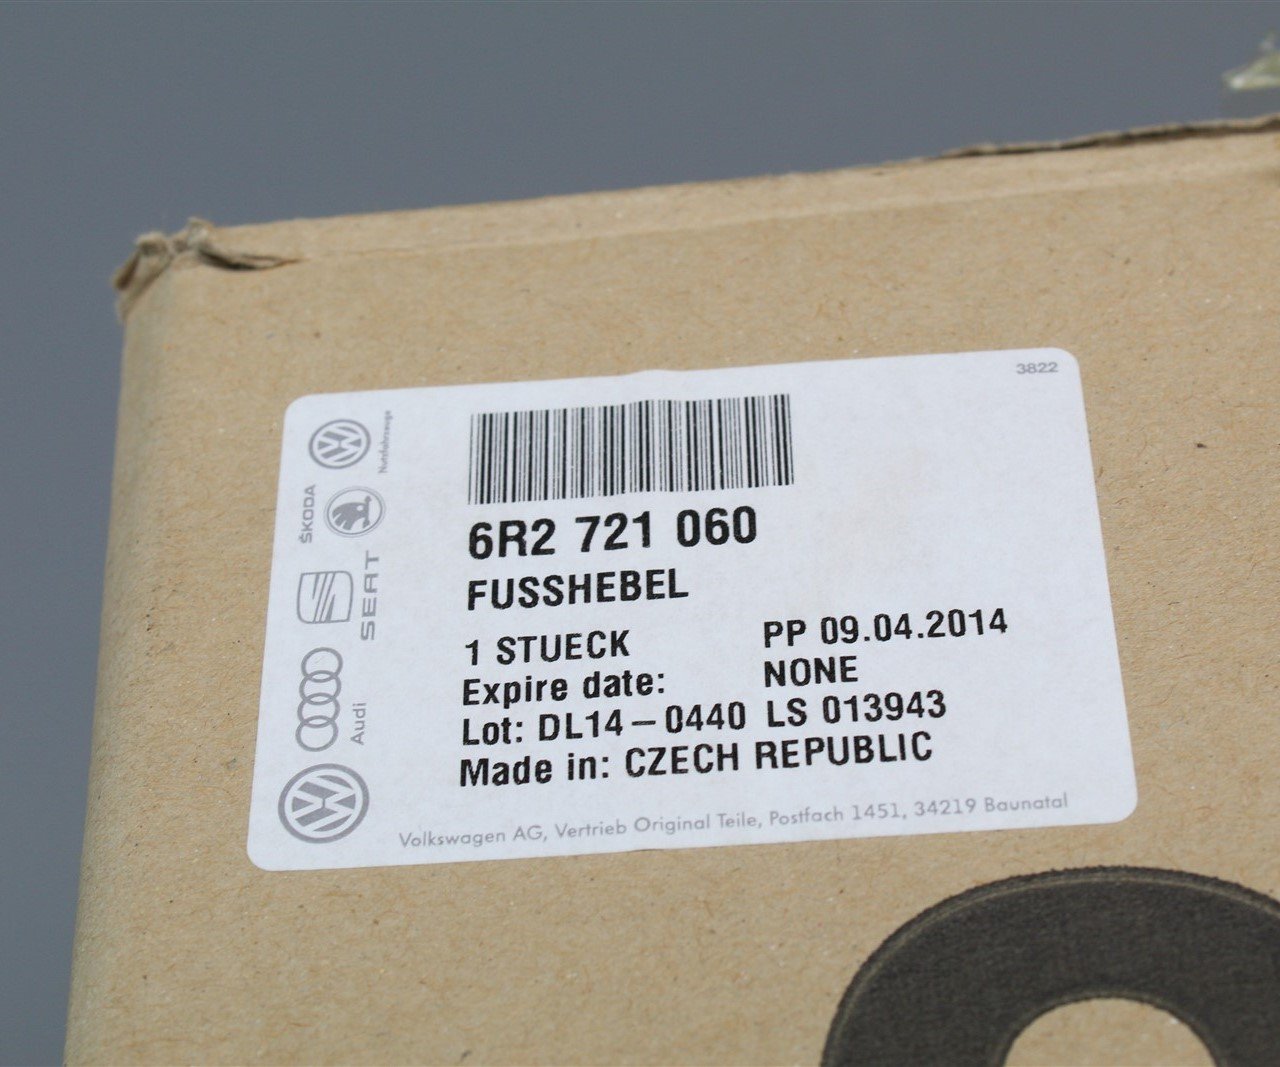 3822
Nutzfahrzeuge
ŠKODA
SEAT
Audi
6R2 721 060
FUSSHEBEL
1 STUECK PP 09.04.2014
Expire date: NONE
Lot: DL14-0440 LS 013943
Made in: CZECH REPUBLIC
Volkswagen AG, Vertrieb Original Teile, Postfach 1451, 34219 Baunatal